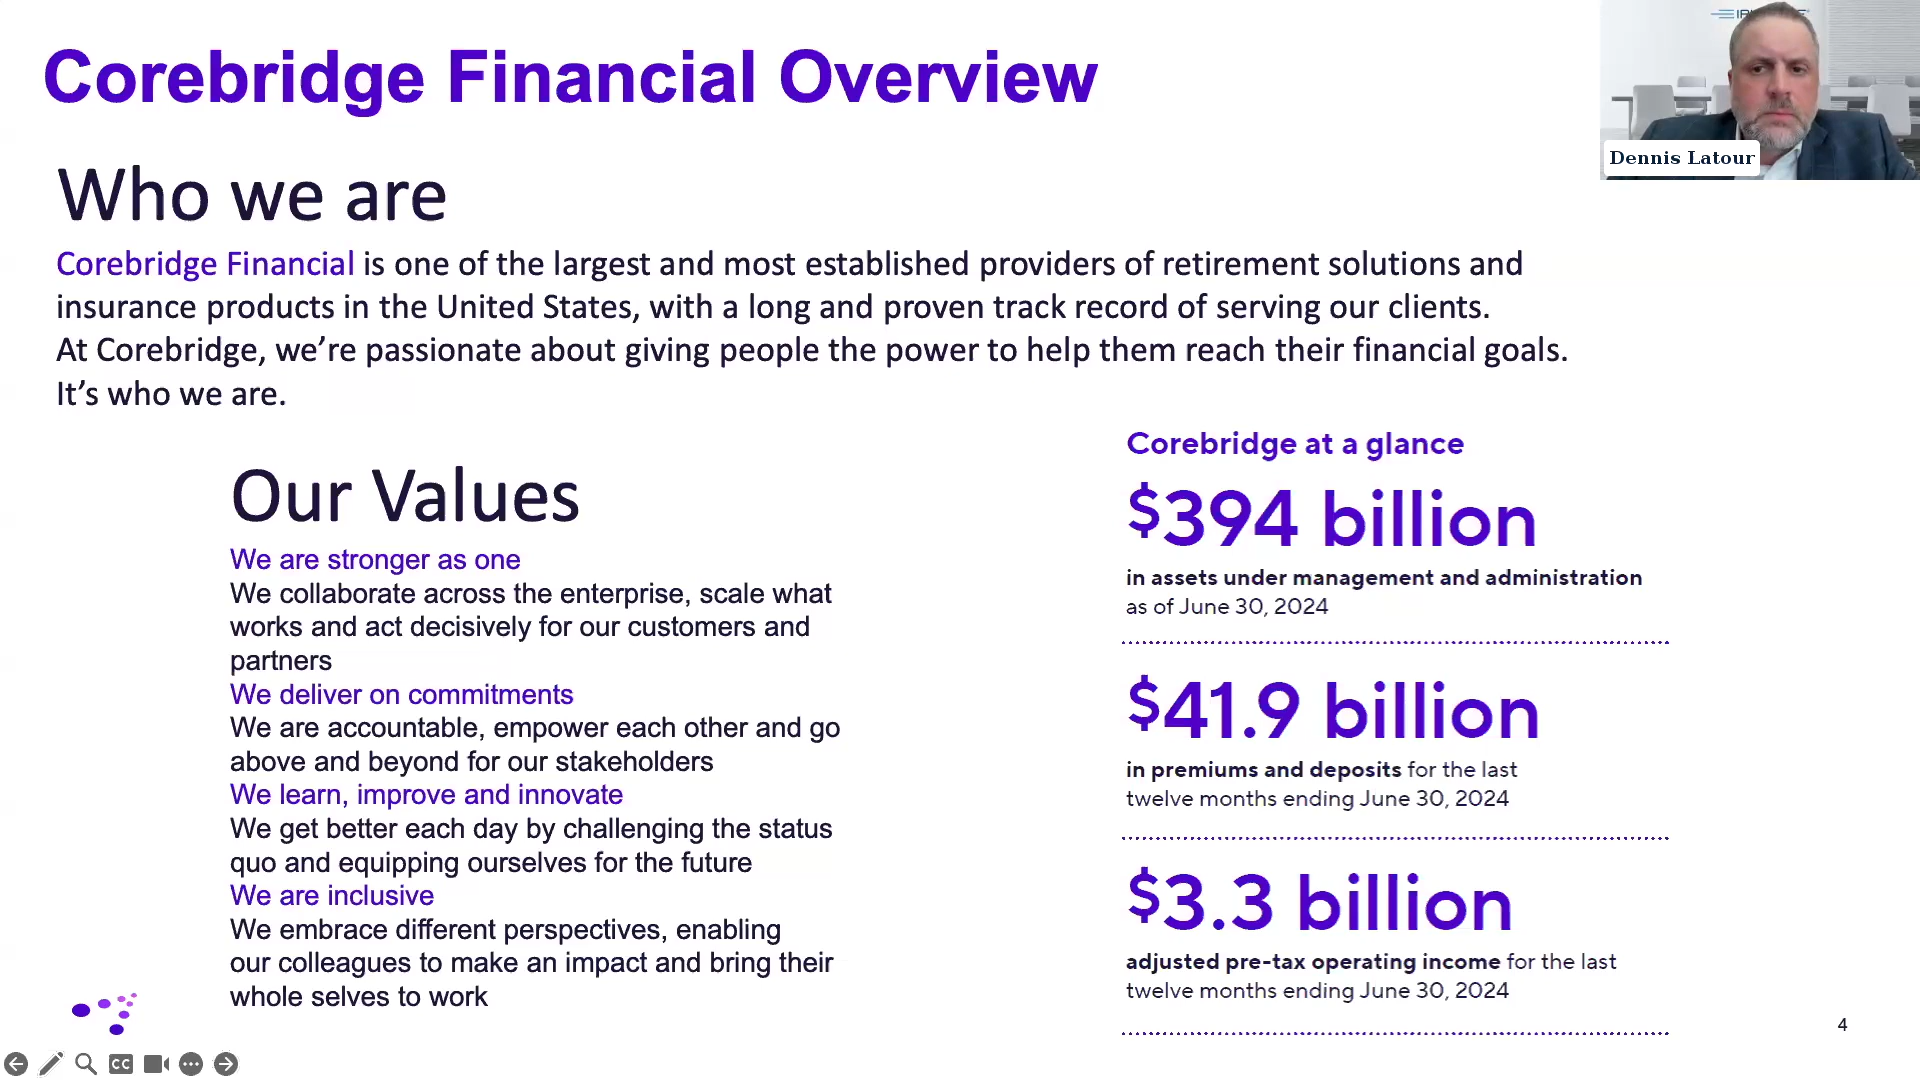 Corebridge Financial Overview
Dennis Latour
Who we are
Corebridge Financial is one of the largest and most established providers of retirement solutions and
insurance products in the United States, with a long and proven track record of serving our clients.
At Corebridge, we’re passionate about giving people the power to help them reach their financial goals.
It’s who we are.
Our Values
We are stronger as one
We collaborate across the enterprise, scale what
works and act decisively for our customers and
partners
We deliver on commitments
We are accountable, empower each other and go
above and beyond for our stakeholders
We learn, improve and innovate
We get better each day by challenging the status
quo and equipping ourselves for the future
We are inclusive
We embrace different perspectives, enabling
our colleagues to make an impact and bring their
whole selves to work
Corebridge at a glance
$394 billion
in assets under management and administration
as of June 30, 2024
$41.9 billion
in premiums and deposits for the last
twelve months ending June 30, 2024
$3.3 billion
adjusted pre-tax operating income for the last
twelve months ending June 30, 2024
4
CC